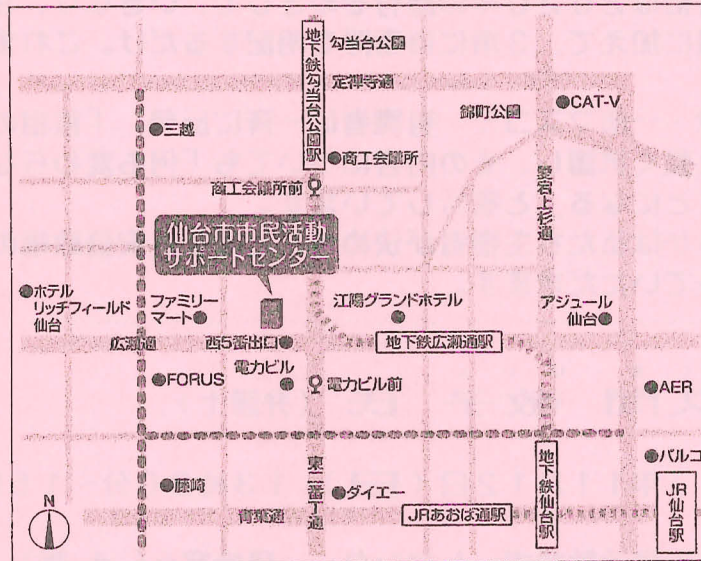 地下鉄勾当台公園駅
勾当台公園
定禅寺通
錦町公園
CAT-V
三越
商工会議所
商工会議所前
愛宕上杉通
仙台市市民活動
サポートセンター
ホテル
リッチフィールド
仙台
ファミリー
マート
江陽グランドホテル
アジュール
仙台
広瀬通
西5番出口
地下鉄広瀬通駅
電力ビル
FORUS
電力ビル前
AER
地下鉄仙台駅
パルコ
藤崎
東二番丁通
ダイエー
JR仙台駅
N
青葉通
JRあおば通駅